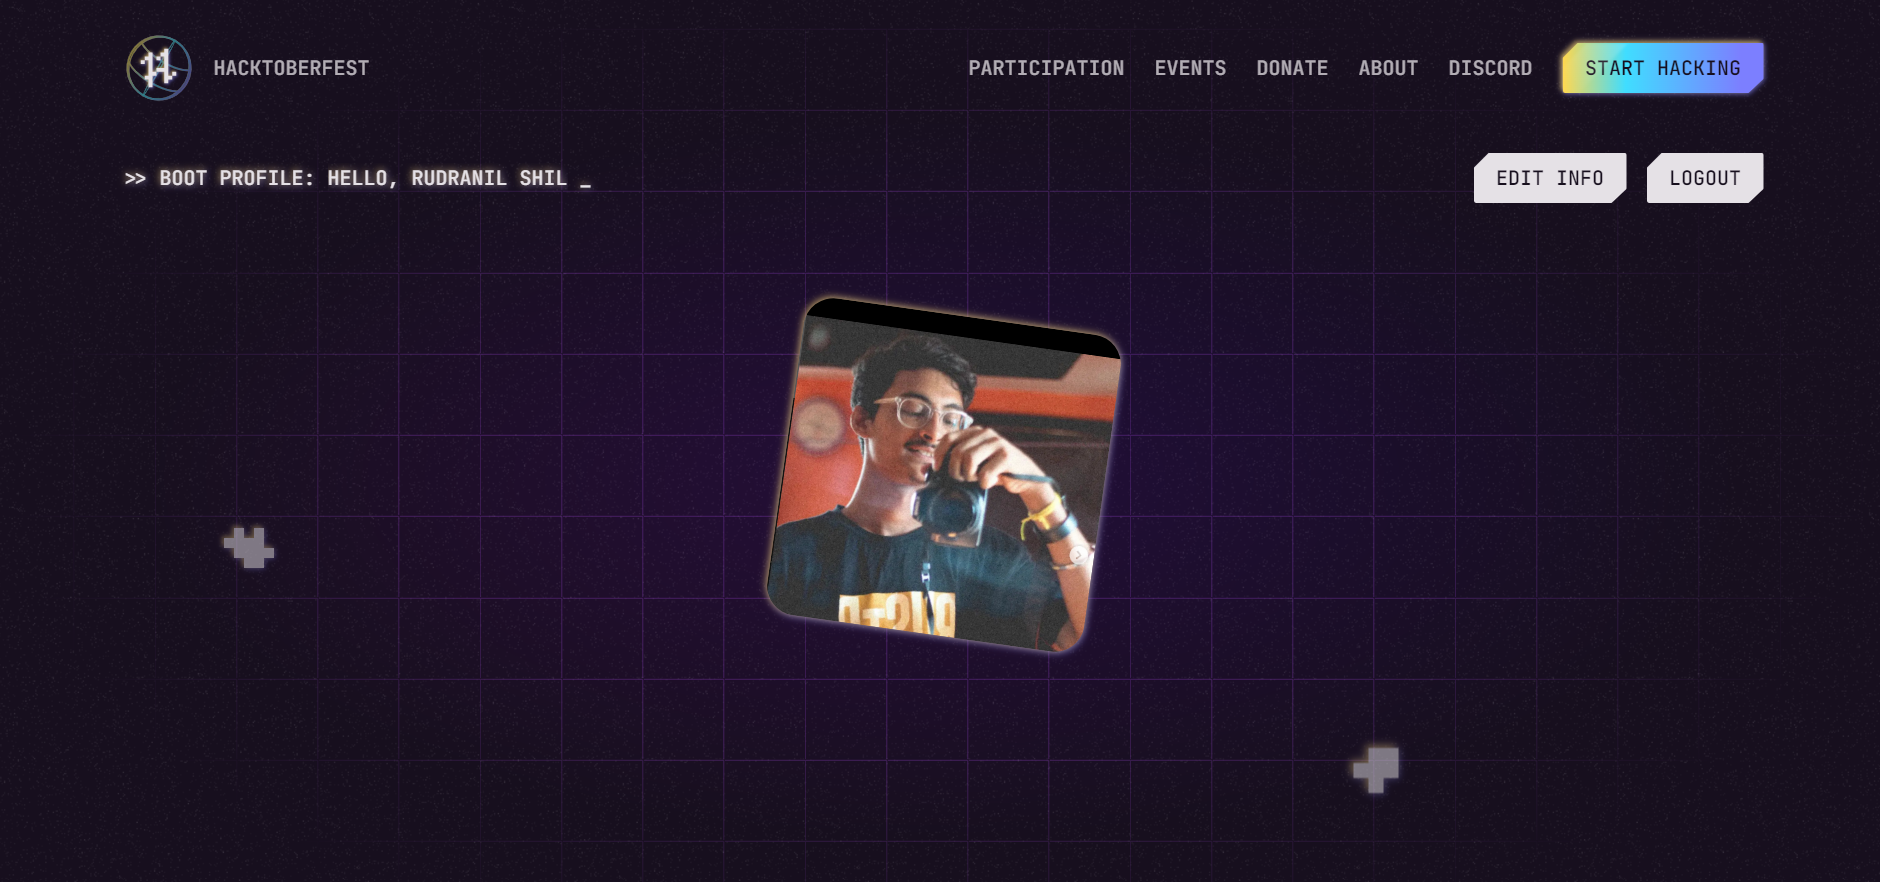 HACKTOBERFEST
PARTICIPATION EVENTS DONATE ABOUT DISCORD START HACKING
>> BOOT PROFILE: HELLO, RUDRANIL SHIL _
EDIT INFO LOGOUT